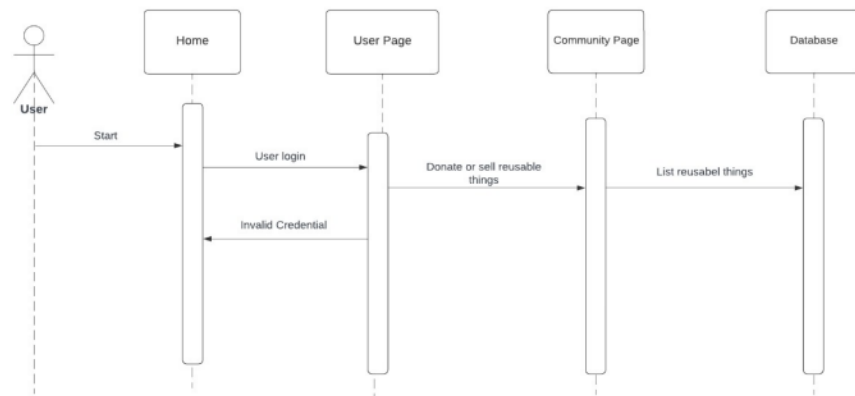 Home
User Page
Community Page
Database
User
Start
User login
Donate or sell reusable
things
List reusabel things
Invalid Credential